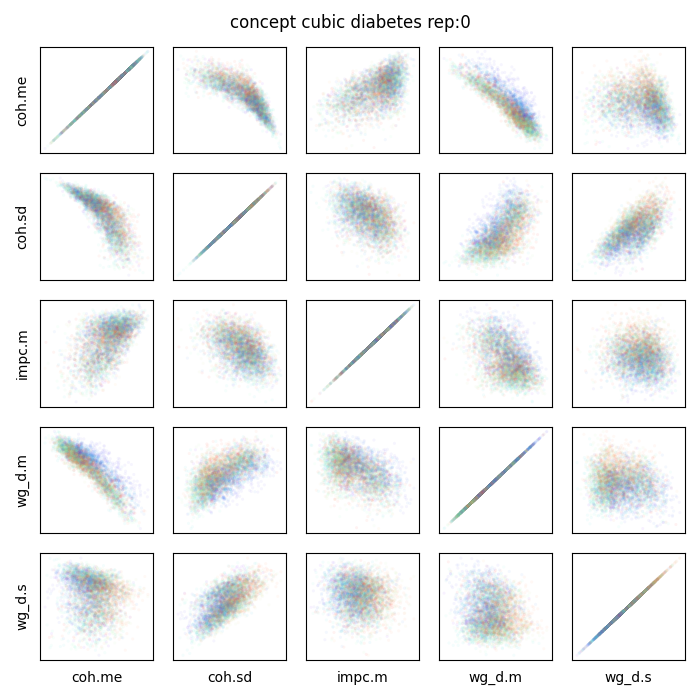 concept cubic diabetes rep:0
coh.me
coh.sd
impc.m
wg_d.m
wg_d.s
coh.me
coh.sd
impc.m
wg_d.m
wg_d.s